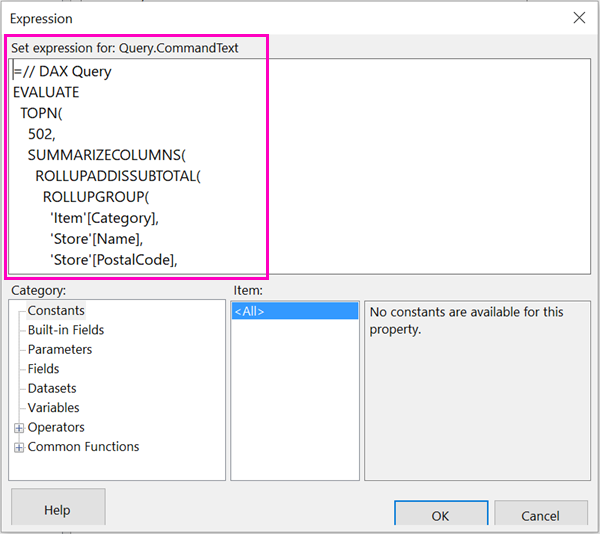 Expression
Set expression for: Query.CommandText
=// DAX Query
EVALUATE
TOPN(
502,
SUMMARIZECOLUMNS(
ROLLUPADDISSUBTOTAL(
ROLLUPGROUP(
'Item'[Category],
'Store'[Name],
'Store'[PostalCode],
Category:
Item:
Constants
<All>
No constants are available for this
property.
Built-in Fields
Parameters
Fields
Datasets
Variables
Operators
Common Functions
Help
OK
Cancel